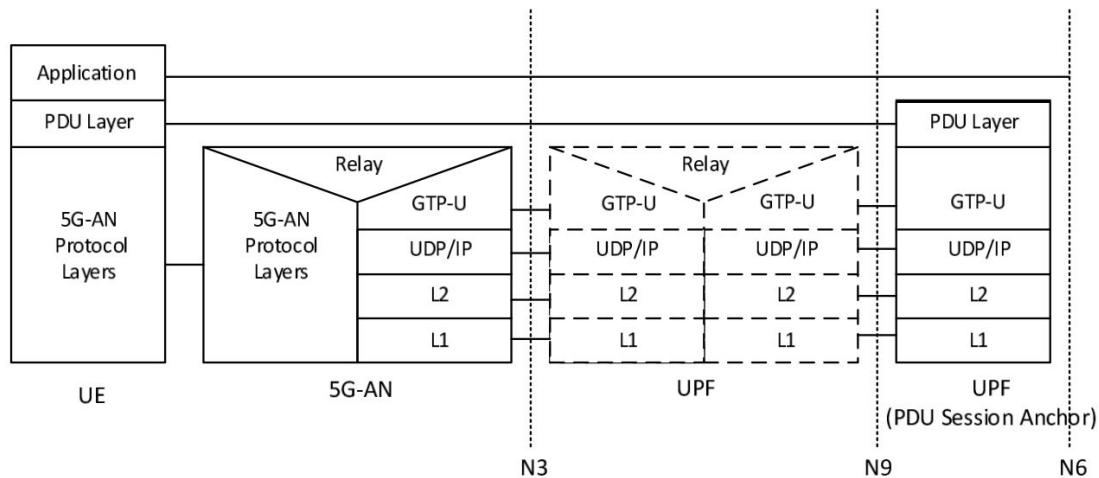 Application
PDU Layer
PDU Layer
Relay
Relay
5G-AN
Protocol
Layers
5G-AN
Protocol
Layers
GTP-U
GTP-U
GTP-U
GTP-U
UDP/IP
UDP/IP
UDP/IP
UDP/IP
L2
L2
L2
L2
L1
L1
L1
L1
UE
5G-AN
UPF
UPF
(PDU Session Anchor)
N3
N9
N6